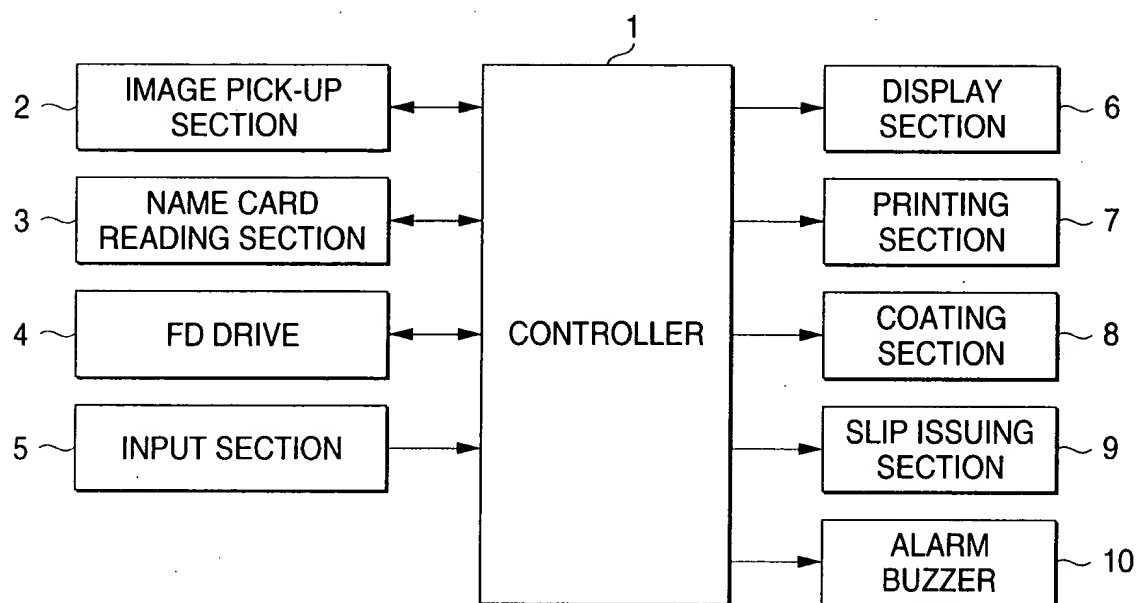 1
2
IMAGE PICK-UP
SECTION
3
NAME CARD
READING SECTION
4
FD DRIVE
5
INPUT SECTION
CONTROLLER
DISPLAY
SECTION
6
PRINTING
SECTION
7
COATING
SECTION
8
SLIP ISSUING
SECTION
9
ALARM
BUZZER
10